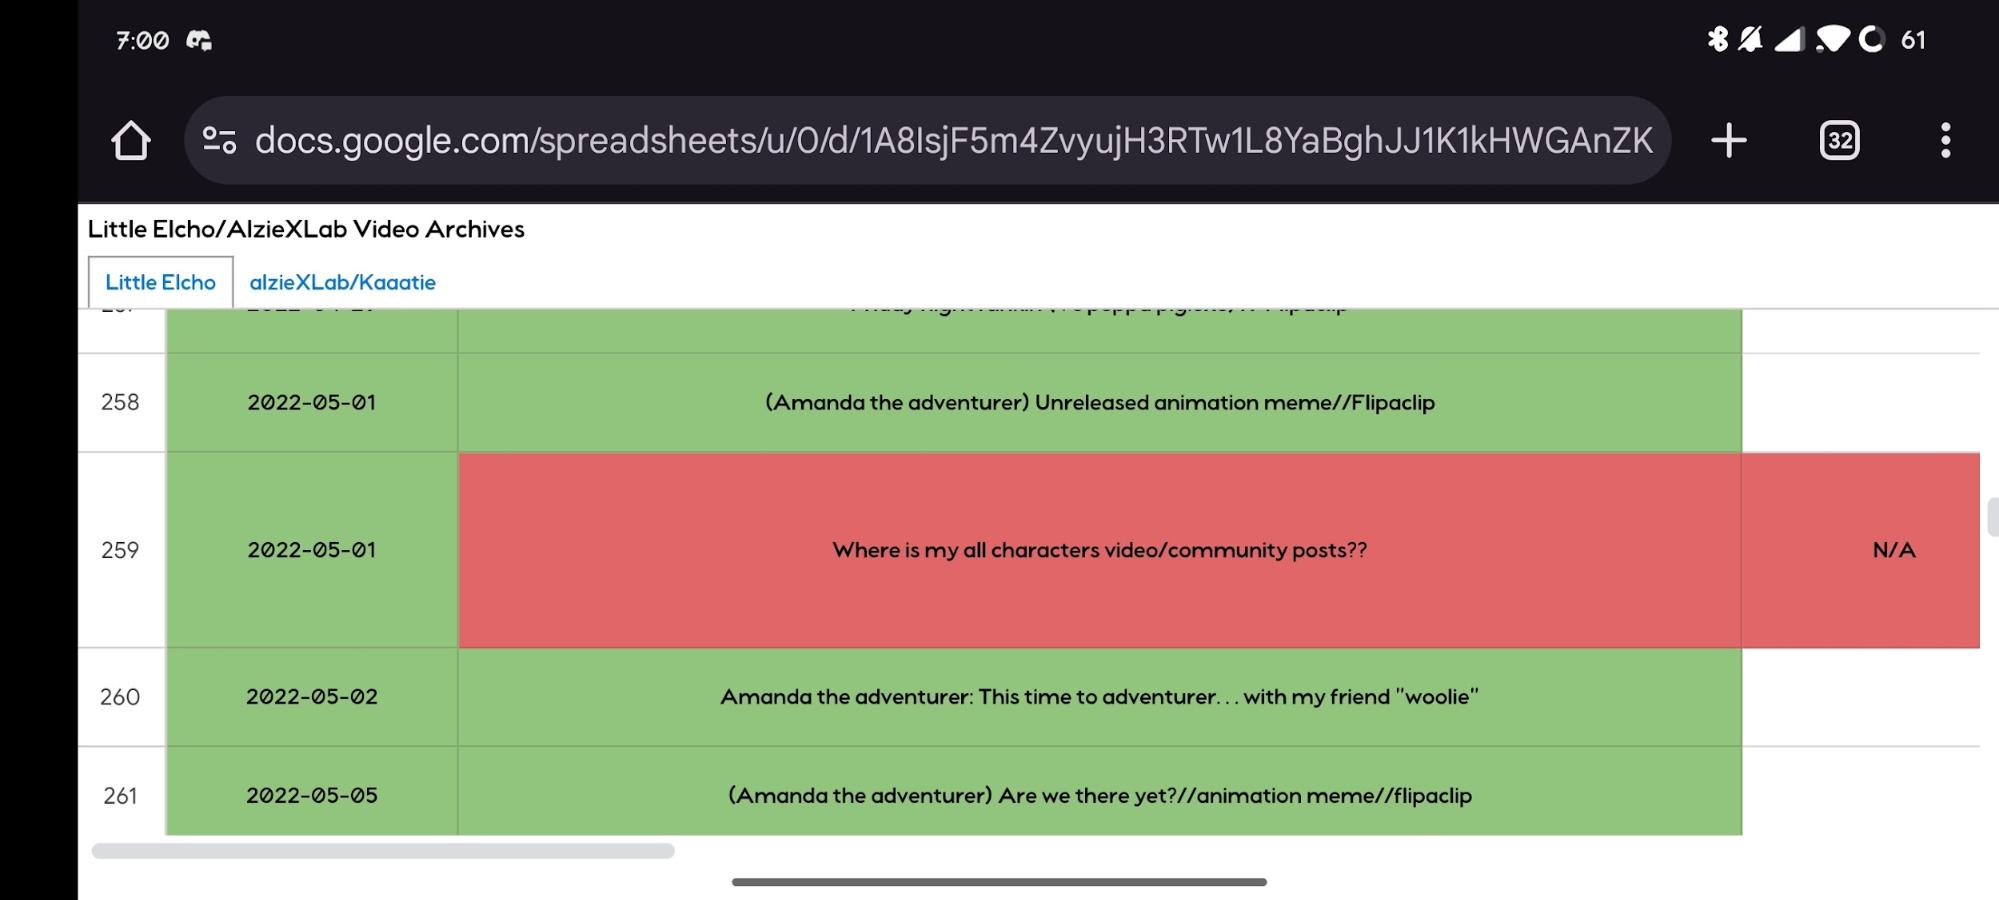 7:00
61
docs.google.com/spreadsheets/u/0/d/1A8IsjF5m4ZvyujH3RTw1L8YaBghJJ1K1kHWGAnZK
32
Little Elcho/AlzieXLab Video Archives
Little Elcho alzieXLab/Kaaatie
258 2022-05-01 (Amanda the adventurer) Unreleased animation meme//Flipaclip
259 2022-05-01 Where is my all characters video/community posts?? N/A
260 2022-05-02 Amanda the adventurer: This time to adventurer... with my friend "woolie"
261 2022-05-05 (Amanda the adventurer) Are we there yet?//animation meme//flipaclip